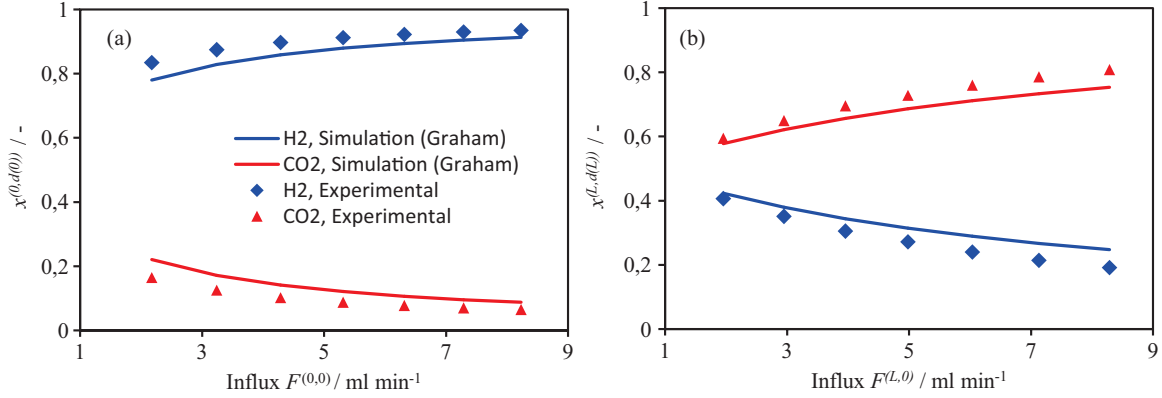 (a)
1
0,8
0,6
0,4
0,2
0
1 3 5 7 9
x(0,d(0)) / -
Influx F(0,0) / ml min-1
H2, Simulation (Graham)
CO2, Simulation (Graham)
H2, Experimental
CO2, Experimental
(b)
1
0,8
0,6
0,4
0,2
0
1 3 5 7 9
x(L,d(L)) / -
Influx F(L,0) / ml min-1